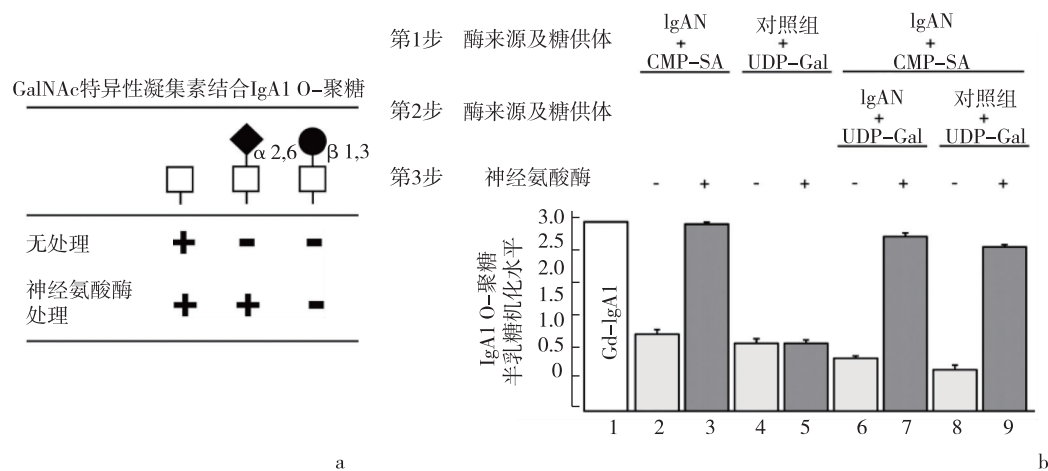 GalNAc特异性凝集素结合IgA1 O-聚糖
α 2,6
β 1,3
无处理
+ - -
神经氨酸酶
处理
+ + -
a
第1步 酶来源及糖供体
lgAN
+
CMP-SA
对照组
+
UDP-Gal
lgAN
+
CMP-SA
第2步 酶来源及糖供体
lgAN
+
UDP-Gal
对照组
+
UDP-Gal
第3步 神经氨酸酶
- + - + - + - +
IgA1 O-聚糖
半乳糖机化水平
3.0
2.5
2.0
1.5
1.0
0.5
0
Gd-lgA1
1 2 3 4 5 6 7 8 9
b